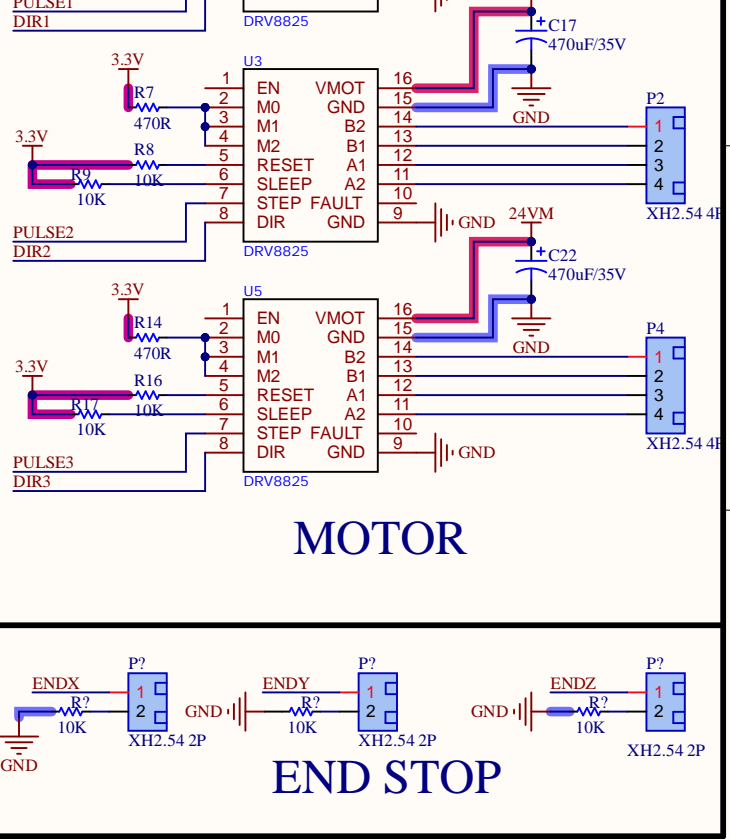 PULSE1
DIR1
DRV8825
C17
470uF/35V
GND
3.3V
R7
470R
3.3V
R8
10K
R9
10K
PULSE2
DIR2
U3
1 EN VMOT 16
2 M0 GND 15
3 M1 B2 14
4 M2 B1 13
5 RESET A1 12
6 SLEEP A2 11
7 STEP FAULT 10
8 DIR GND 9
DRV8825
GND
P2
1
2
3
4
XH2.54 4P
24VM
C22
470uF/35V
GND
3.3V
R14
470R
3.3V
R16
10K
R17
10K
PULSE3
DIR3
U5
1 EN VMOT 16
2 M0 GND 15
3 M1 B2 14
4 M2 B1 13
5 RESET A1 12
6 SLEEP A2 11
7 STEP FAULT 10
8 DIR GND 9
DRV8825
GND
P4
1
2
3
4
XH2.54 4P
MOTOR
ENDX
R?
10K
GND
P?
1
2
XH2.54 2P
ENDY
GND
R?
10K
P?
1
2
XH2.54 2P
ENDZ
GND
R?
10K
P?
1
2
XH2.54 2P
END STOP